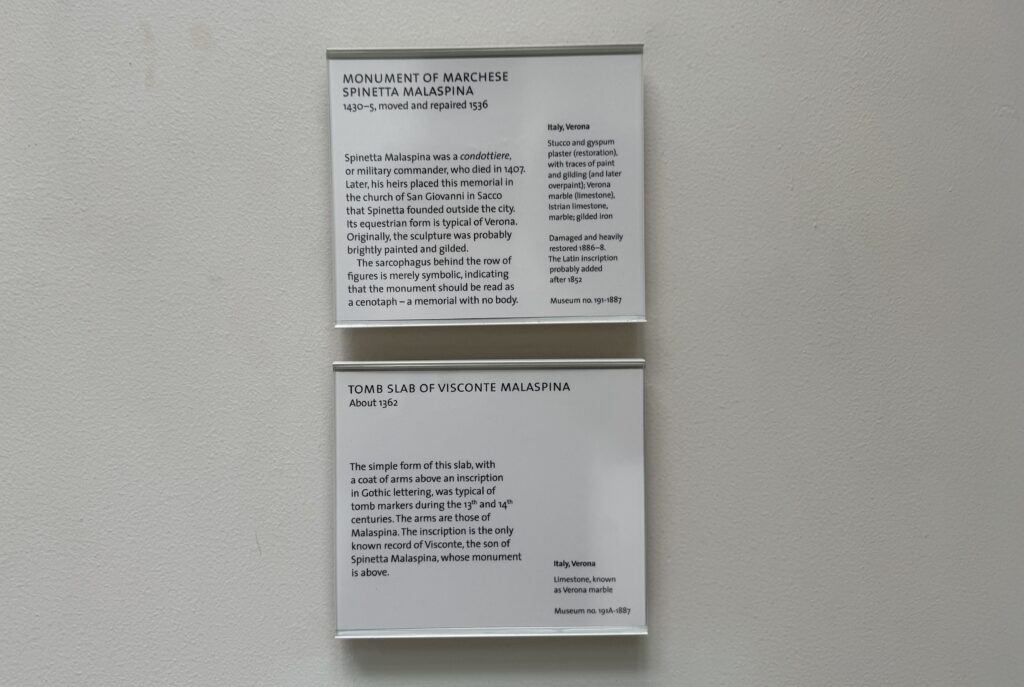 MONUMENT OF MARCHESE
SPINETTA MALASPINA
1430–5, moved and repaired 1536
Spinetta Malaspina was a condottiere,
or military commander, who died in 1407.
Later, his heirs placed this memorial in
the church of San Giovanni in Sacco
that Spinetta founded outside the city.
Its equestrian form is typical of Verona.
Originally, the sculpture was probably
brightly painted and gilded.
The sarcophagus behind the row of
figures is merely symbolic, indicating
that the monument should be read as
a cenotaph – a memorial with no body.
Italy, Verona
Stucco and gyspum
plaster (restoration),
with traces of paint
and gilding (and later
overpaint); Verona
marble (limestone),
Istrian limestone,
marble; gilded iron
Damaged and heavily
restored 1886–8.
The Latin inscription
probably added
after 1852
Museum no. 191-1887
TOMB SLAB OF VISCONTE MALASPINA
About 1362
The simple form of this slab, with
a coat of arms above an inscription
in Gothic lettering, was typical of
tomb markers during the 13th and 14th
centuries. The arms are those of
Malaspina. The inscription is the only
known record of Visconte, the son of
Spinetta Malaspina, whose monument
is above.
Italy, Verona
Limestone, known
as Verona marble
Museum no. 191A-1887